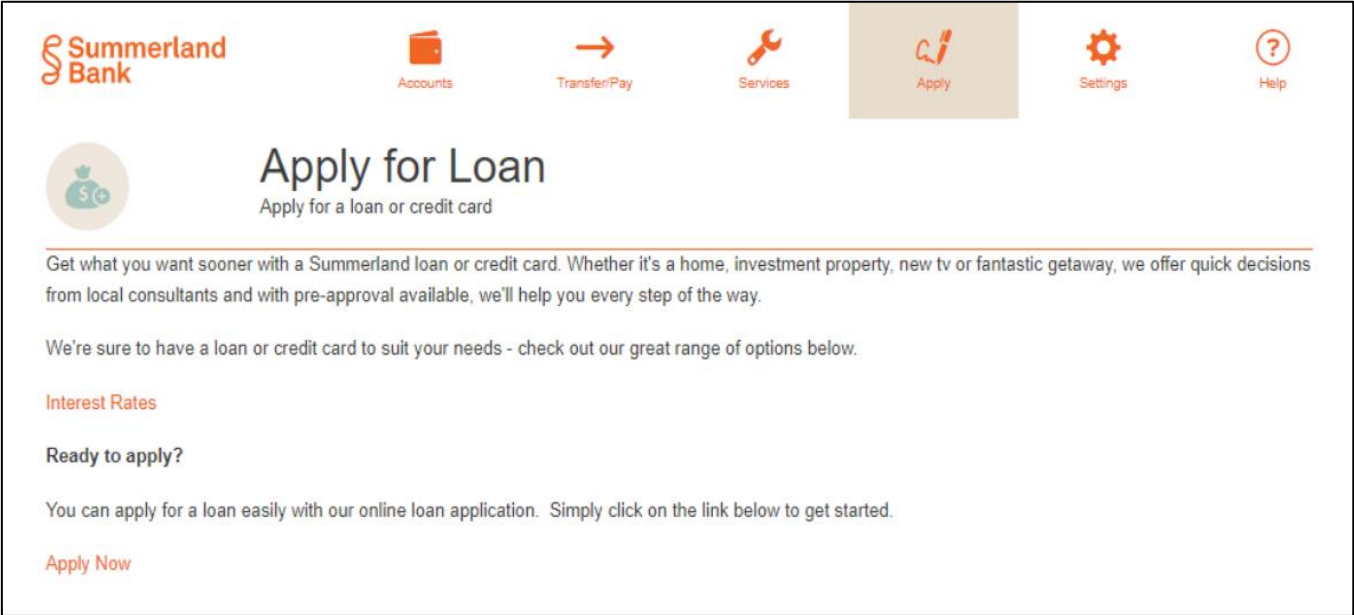 Summerland
Bank
Accounts
Transfer/Pay
Services
Apply
Settings
?
Help
$
Apply for Loan
Apply for a loan or credit card
Get what you want sooner with a Summerland loan or credit card. Whether it's a home, investment property, new tv or fantastic getaway, we offer quick decisions
from local consultants and with pre-approval available, we'll help you every step of the way.
We're sure to have a loan or credit card to suit your needs - check out our great range of options below.
Interest Rates
Ready to apply?
You can apply for a loan easily with our online loan application.  Simply click on the link below to get started.
Apply Now